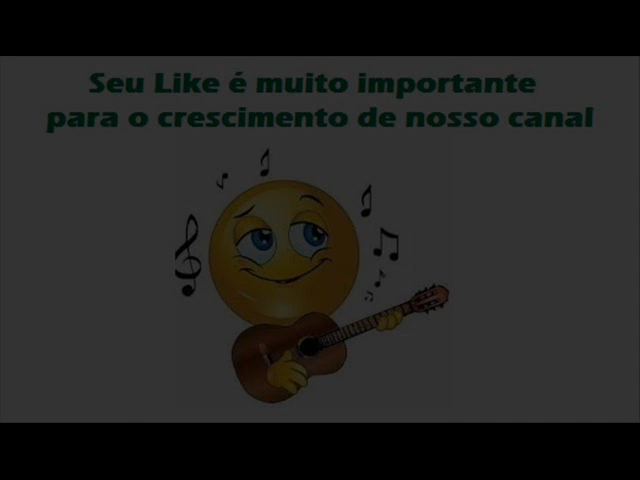 Seu Like é muito importante
para o crescimento de nosso canal